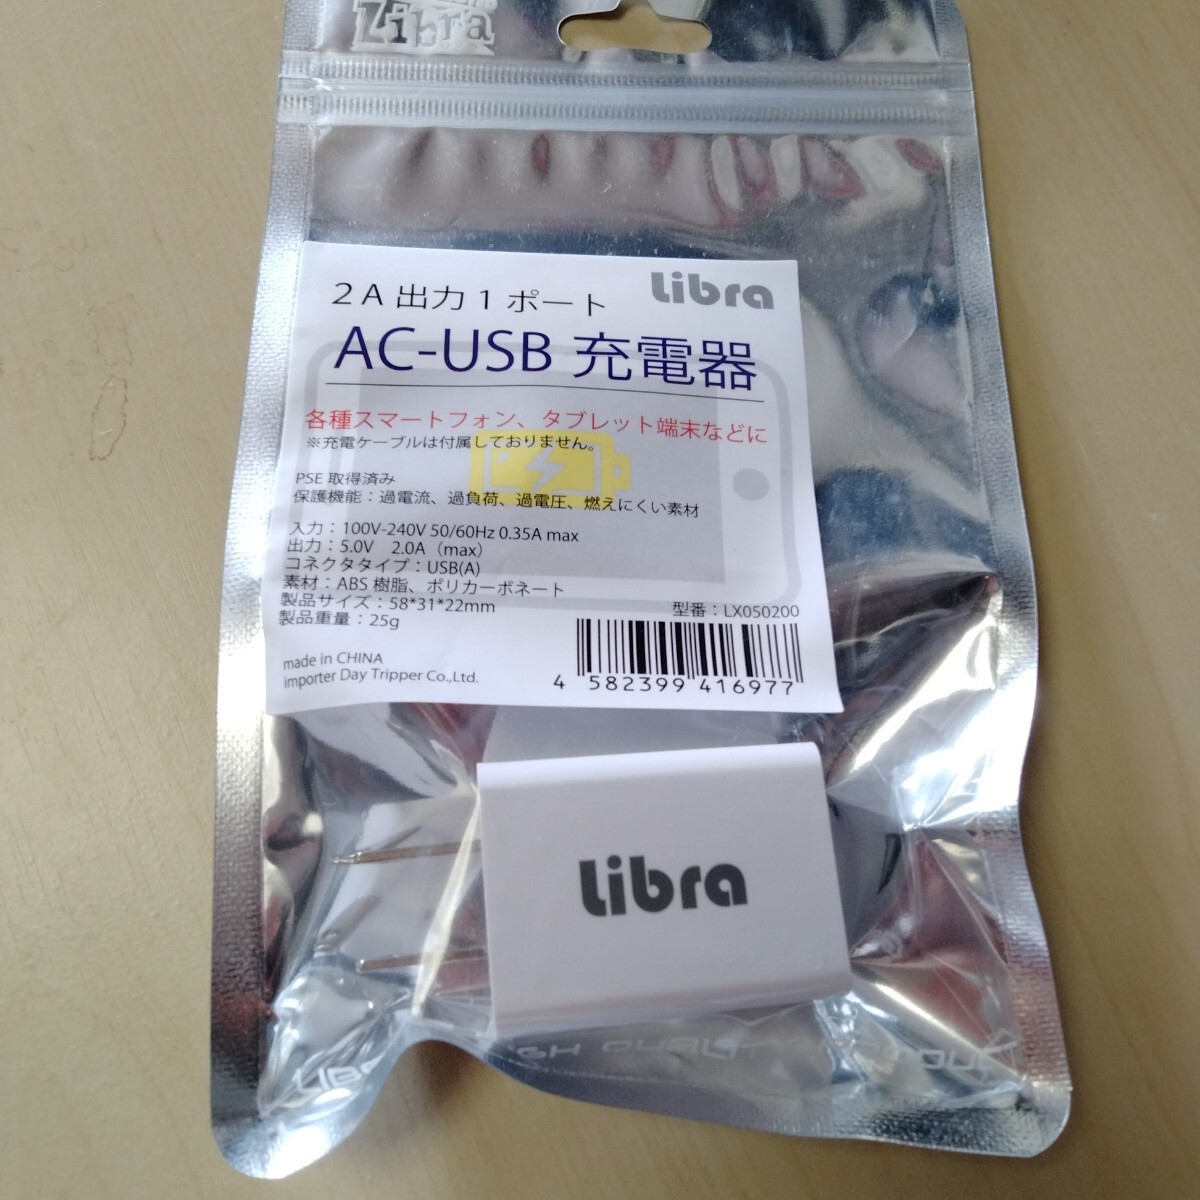 Libra
Libra
2A 出力 1 ポート
AC-USB 充電器
各種スマートフォン、タブレット端末などに
※充電ケーブルは付属しておりません。
PSE 取得済み
保護機能：過電流、過負荷、過電圧、燃えにくい素材
入力：100V-240V 50/60Hz 0.35A max
出力：5.0V 2.0A（max）
コネクタタイプ：USB(A)
素材：ABS 樹脂、ポリカーボネート
製品サイズ：58*31*22mm
製品重量：25g
型番：LX050200
made in CHINA
importer Day Tripper Co.,Ltd.
4 582399 416977
Libra